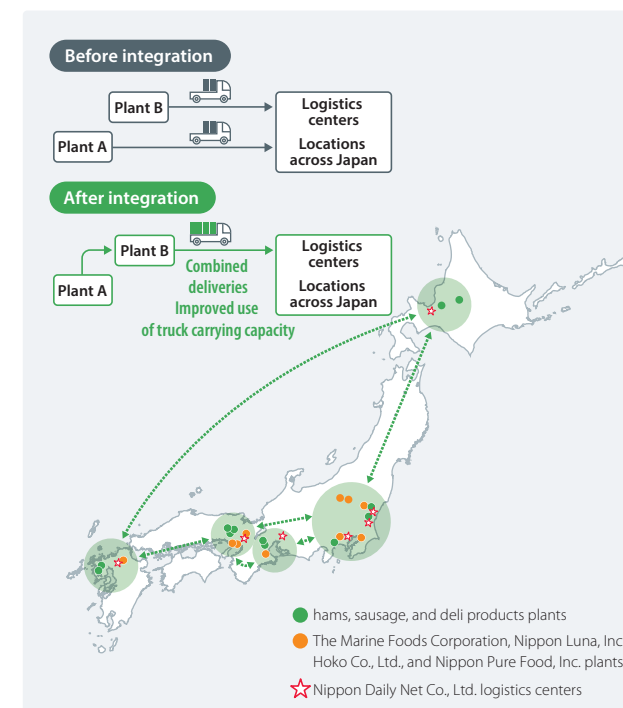 Before integration
Plant B
Plant A
Logistics
centers
Locations
across Japan
After integration
Plant B
Plant A
Combined
deliveries
Improved use
of truck carrying capacity
Logistics
centers
Locations
across Japan
hams, sausage, and deli products plants
The Marine Foods Corporation, Nippon Luna, Inc
Hoko Co., Ltd., and Nippon Pure Food, Inc. plants
Nippon Daily Net Co., Ltd. logistics centers